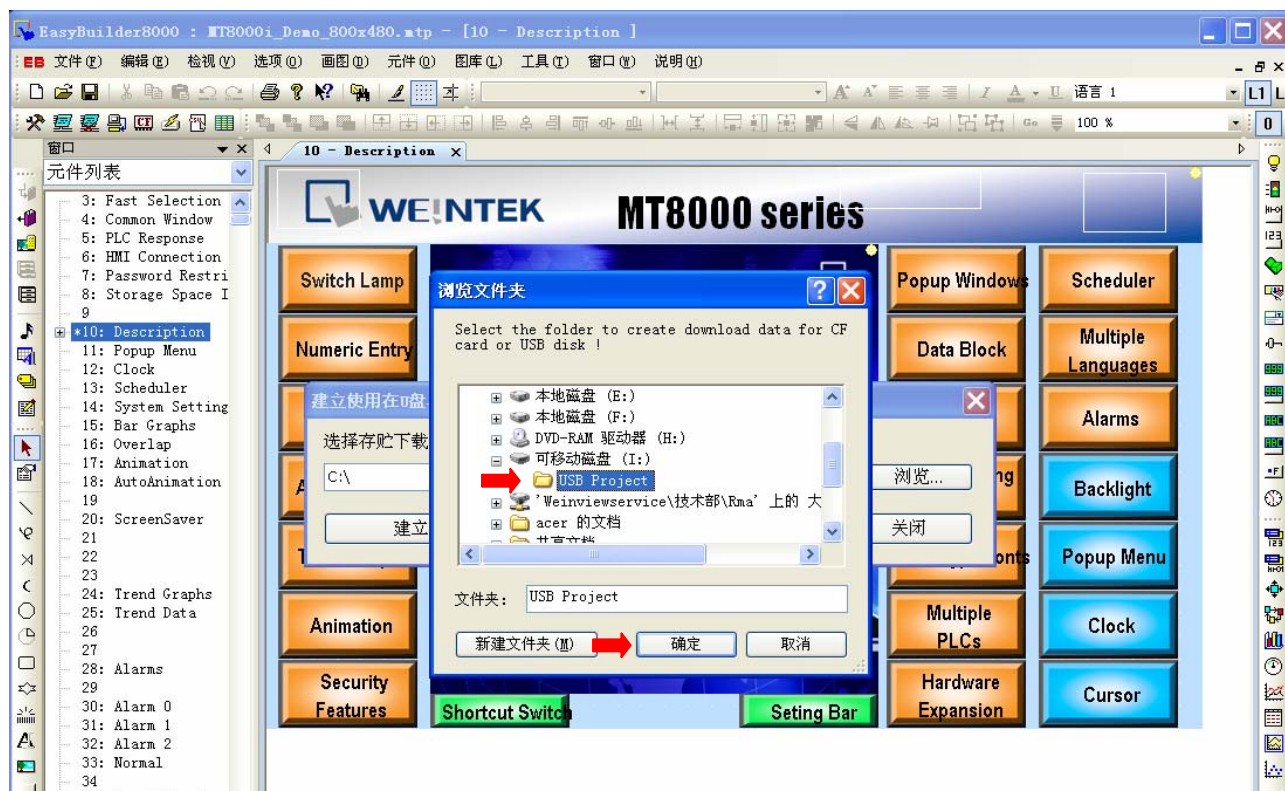 EasyBuilder8000 : MT8000i_Demo_800x480.mtp - [10 - Description ]
EB 文件(F) 编辑(E) 检视(V) 选项(O) 画图(D) 元件(O) 图库(L) 工具(T) 窗口(W) 说明(H)
语言 1
L1 L
100 %
0
窗口
10 - Description
元件列表
3: Fast Selection
4: Common Window
5: PLC Response
6: HMI Connection
7: Password Restri
8: Storage Space I
9
*10: Description
11: Popup Menu
12: Clock
13: Scheduler
14: System Setting
15: Bar Graphs
16: Overlap
17: Animation
18: AutoAnimation
19
20: ScreenSaver
21
22
23
24: Trend Graphs
25: Trend Data
26
27
28: Alarms
29
30: Alarm 0
31: Alarm 1
32: Alarm 2
33: Normal
34
WEINTEK MT8000 series
Switch Lamp
Popup Windows
Scheduler
Numeric Entry
Data Block
Multiple
Languages
Alarms
Backlight
Popup Menu
Animation
Multiple
PLCs
Clock
Security
Features
Shortcut Switch
Seting Bar
Hardware
Expansion
Cursor
建立使用在U盘
选择存贮下载
C:\
浏览...
建立
关闭
浏览文件夹
Select the folder to create download data for CF
card or USB disk !
本地磁盘 (E:)
本地磁盘 (F:)
DVD-RAM 驱动器 (H:)
可移动磁盘 (I:)
USB Project
'Weinviewservice\技术部\Rma' 上的 大
acer 的文档
共享文档
文件夹: USB Project
新建文件夹(M) 确定 取消